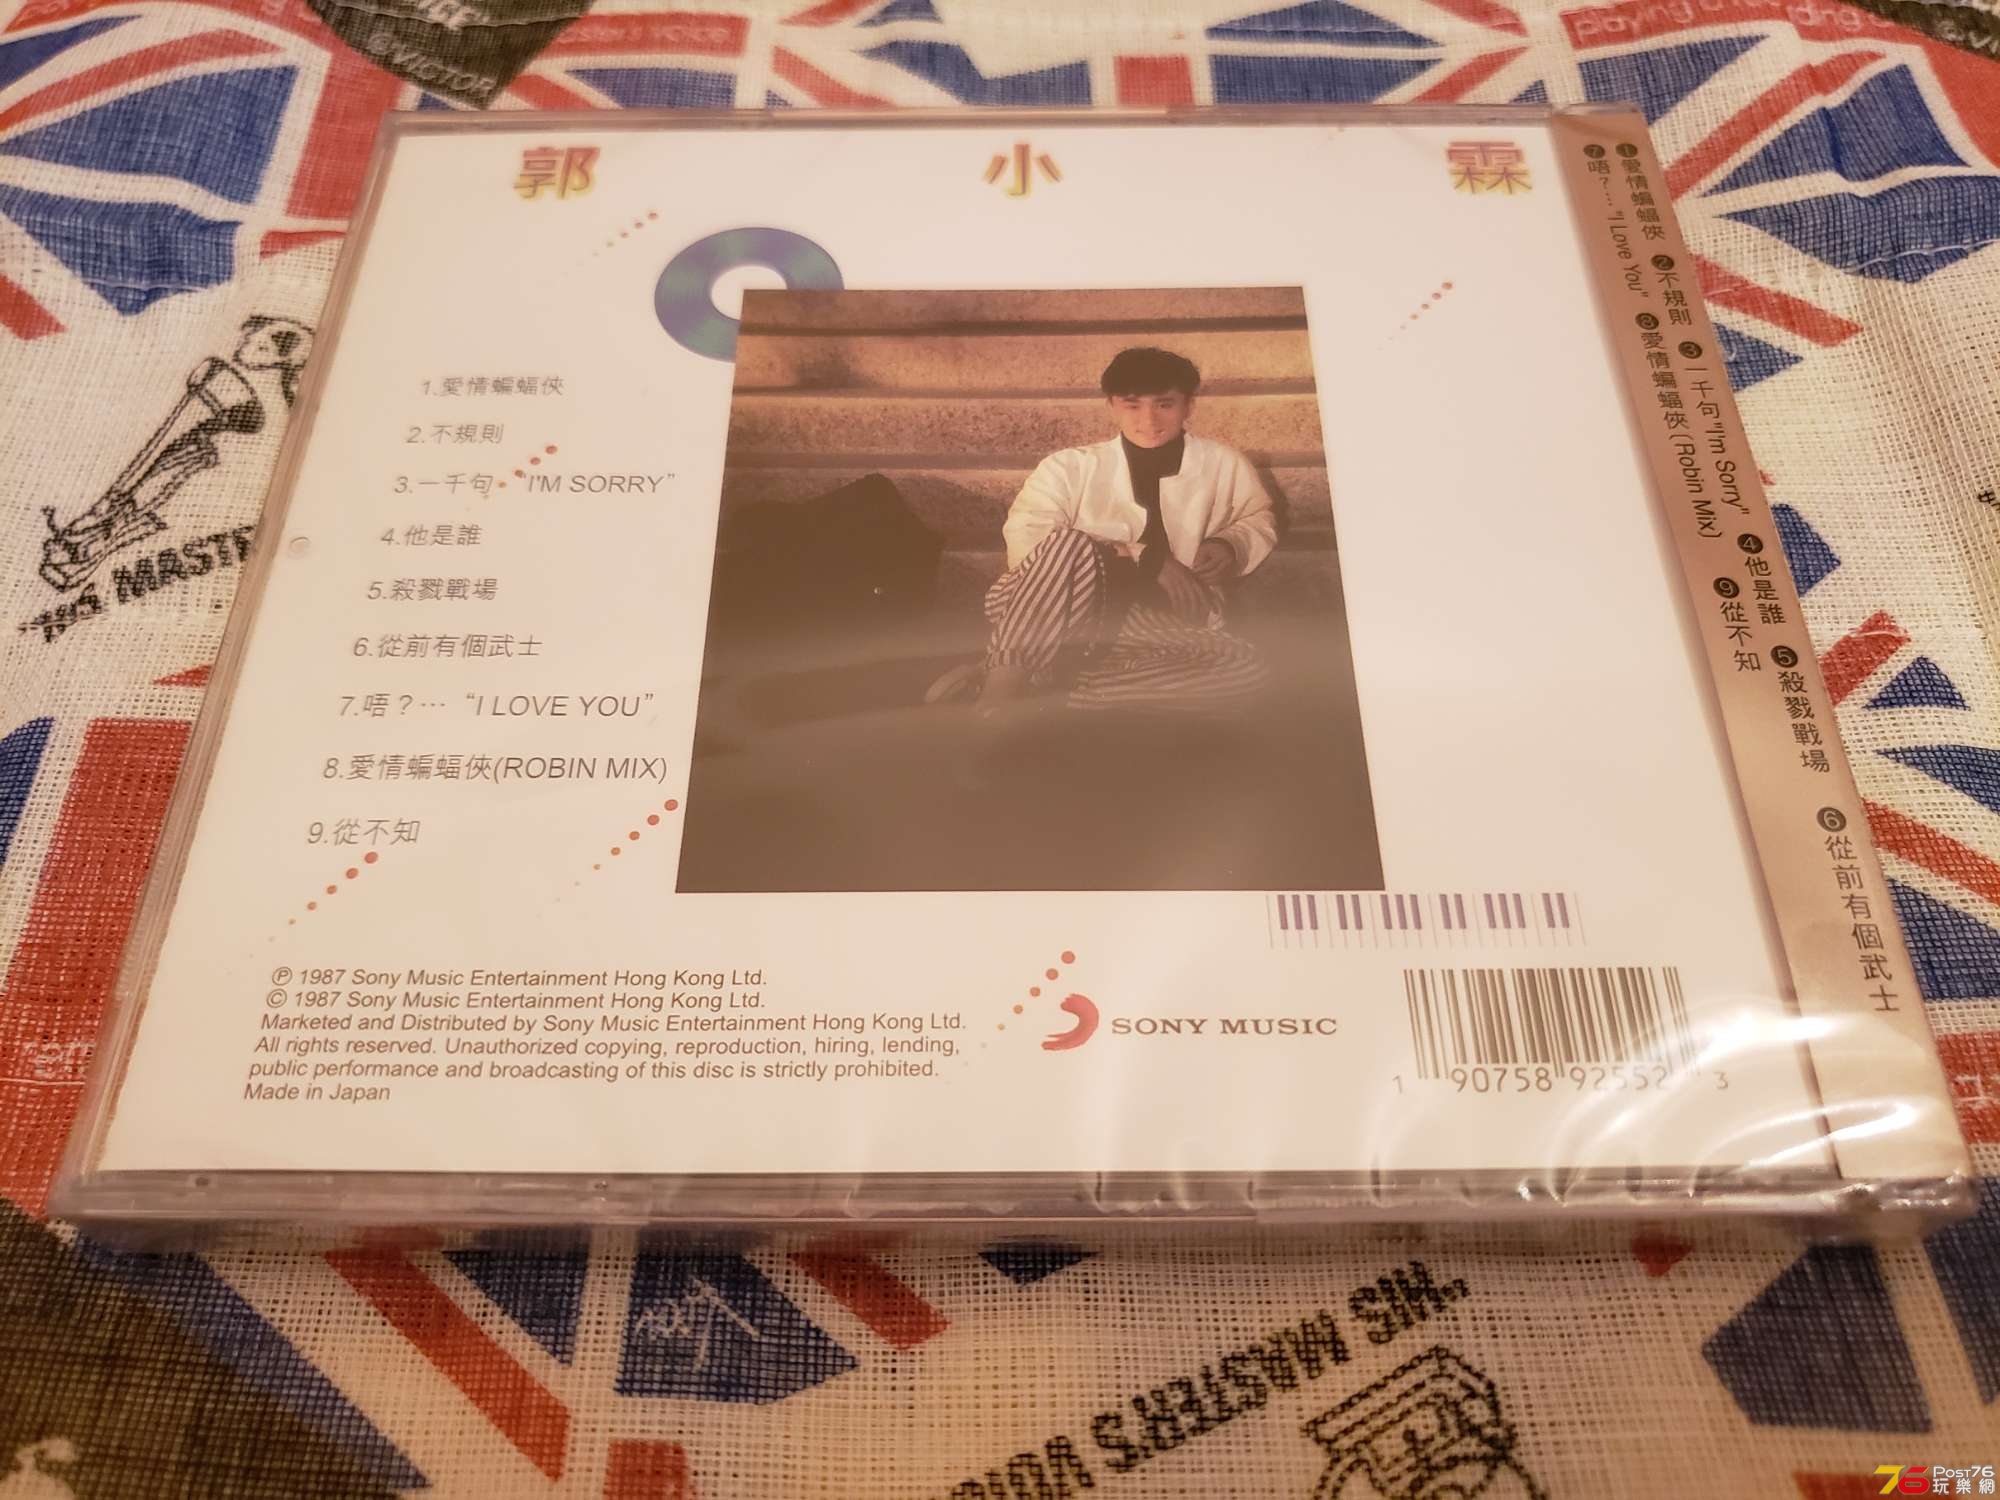 郭 小 霖
1.愛情蝙蝠俠
2.不規則
3.一千句 “I'M SORRY”
4.他是誰
5.殺戮戰場
6.從前有個武士
7.唔？… “I LOVE YOU”
8.愛情蝙蝠俠(ROBIN MIX)
9.從不知
℗ 1987 Sony Music Entertainment Hong Kong Ltd.
© 1987 Sony Music Entertainment Hong Kong Ltd.
Marketed and Distributed by Sony Music Entertainment Hong Kong Ltd.
All rights reserved. Unauthorized copying, reproduction, hiring, lending,
public performance and broadcasting of this disc is strictly prohibited.
Made in Japan
SONY MUSIC
1 90758 92552 3
❶愛情蝙蝠俠 ❷不規則 ❸一千句"I'm Sorry" ❹他是誰 ❺殺戮戰場 ❻從前有個武士
❼唔？…"I Love You" ❽愛情蝙蝠俠(Robin Mix) ❾從不知
VICTOR
HIS MASTE
"HIS MASTER'S VOICE
76 POST76
玩樂網